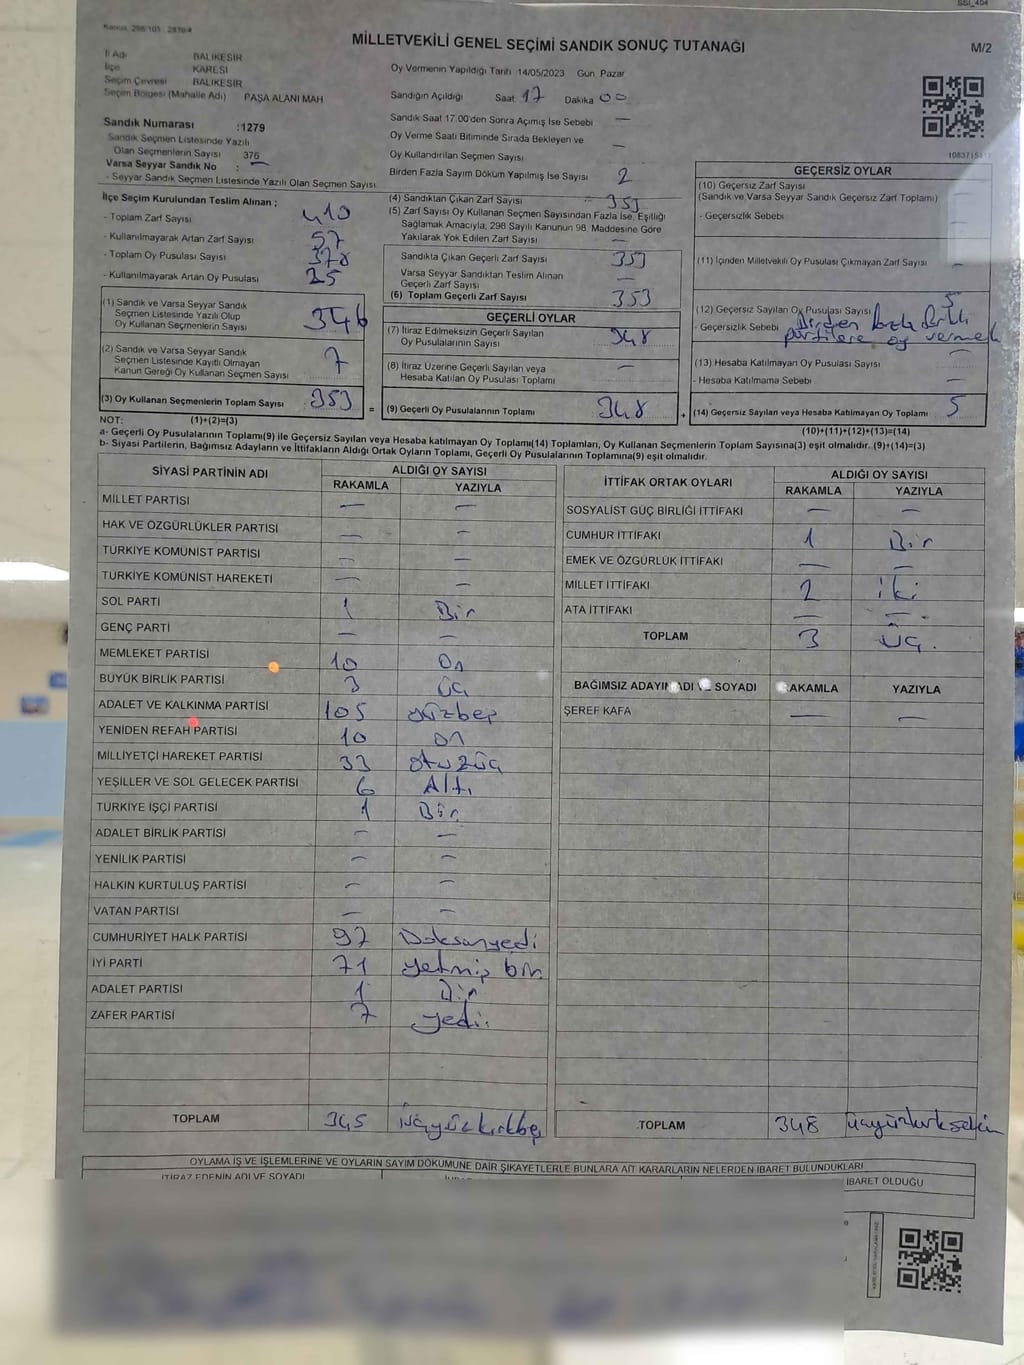 MİLLETVEKİLİ GENEL SEÇİMİ SANDIK SONUÇ TUTANAĞI
M/2
İl Adı BALIKESİR
İlçe KARESİ
Seçim Çevresi BALIKESİR
Seçim Bölgesi (Mahalle Adı) PAŞA ALANI MAH
Sandık Numarası :1279
Sandık Seçmen Listesinde Yazılı
Olan Seçmenlerin Sayısı 376
Varsa Seyyar Sandık No : —
- Seyyar Sandık Seçmen Listesinde Yazılı Olan Seçmen Sayısı
Oy Vermenin Yapıldığı Tarih 14/05/2023 Gün Pazar
Sandığın Açıldığı Saat 17 Dakika 00
Sandık Saat 17.00'den Sonra Açımış İse Sebebi —
Oy Verme Saati Bitiminde Sırada Bekleyen ve
Oy Kullandırılan Seçmen Sayısı —
Birden Fazla Sayım Döküm Yapılmış İse Sayısı 2
İlçe Seçim Kurulundan Teslim Alınan ;
- Toplam Zarf Sayısı 410
- Kullanılmayarak Artan Zarf Sayısı 57
- Toplam Oy Pusulası Sayısı 378
- Kullanılmayarak Artan Oy Pusulası 25
(1) Sandık ve Varsa Seyyar Sandık
Seçmen Listesinde Yazılı Olup
Oy Kullanan Seçmenlerin Sayısı 346
(2) Sandık ve Varsa Seyyar Sandık
Seçmen Listesinde Kayıtlı Olmayan
Kanun Gereği Oy Kullanan Seçmen Sayısı 7
(3) Oy Kullanan Seçmenlerin Toplam Sayısı 353
(4) Sandıktan Çıkan Zarf Sayısı 353
(5) Zarf Sayısı Oy Kullanan Seçmen Sayısından Fazla İse, Eşitliği
Sağlamak Amacıyla, 298 Sayılı Kanunun 98. Maddesine Göre
Yakılarak Yok Edilen Zarf Sayısı —
Sandıkta Çıkan Geçerli Zarf Sayısı 353
Varsa Seyyar Sandıktan Teslim Alınan
Geçerli Zarf Sayısı —
(6) Toplam Geçerli Zarf Sayısı 353
GEÇERLİ OYLAR
(7) İtiraz Edilmeksizin Geçerli Sayılan
Oy Pusulalarının Sayısı 348
(8) İtiraz Üzerine Geçerli Sayılan veya
Hesaba Katılan Oy Pusulası Toplamı —
= (9) Geçerli Oy Pusulalarının Toplamı 348
GEÇERSİZ OYLAR
(10) Geçersiz Zarf Sayısı
(Sandık ve Varsa Seyyar Sandık Geçersiz Zarf Toplamı) —
- Geçersizlik Sebebi
(11) İçinden Milletvekili Oy Pusulası Çıkmayan Zarf Sayısı —
(12) Geçersiz Sayılan Oy Pusulası Sayısı 5
- Geçersizlik Sebebi Birden fazla farklı
partilere oy vermek
(13) Hesaba Katılmayan Oy Pusulası Sayısı —
- Hesaba Katılmama Sebebi —
+ (14) Geçersiz Sayılan veya Hesaba Katılmayan Oy Toplamı 5
NOT: (1)+(2)=(3) (10)+(11)+(12)+(13)=(14)
a- Geçerli Oy Pusulalarının Toplamı(9) ile Geçersiz Sayılan veya Hesaba katılmayan Oy Toplamı(14) Toplamları, Oy Kullanan Seçmenlerin Toplam Sayısına(3) eşit olmalıdır. (9)+(14)=(3)
b- Siyasi Partilerin, Bağımsız Adayların ve İttifakların Aldığı Ortak Oyların Toplamı, Geçerli Oy Pusulalarının Toplamına(9) eşit olmalıdır.
SİYASİ PARTİNİN ADI ALDIĞI OY SAYISI
RAKAMLA YAZIYLA
MİLLET PARTİSİ — —
HAK VE ÖZGÜRLÜKLER PARTİSİ — —
TÜRKİYE KOMÜNİST PARTİSİ — —
TÜRKİYE KOMÜNİST HAREKETİ — —
SOL PARTİ 1 Bir
GENÇ PARTİ — —
MEMLEKET PARTİSİ 10 On
BÜYÜK BİRLİK PARTİSİ 3 üç
ADALET VE KALKINMA PARTİSİ 105 yüzbeş
YENİDEN REFAH PARTİSİ 10 on
MİLLİYETÇİ HAREKET PARTİSİ 33 otuzüç
YEŞİLLER VE SOL GELECEK PARTİSİ 6 Altı
TÜRKİYE İŞÇİ PARTİSİ 1 Bir
ADALET BİRLİK PARTİSİ — —
YENİLİK PARTİSİ — —
HALKIN KURTULUŞ PARTİSİ — —
VATAN PARTİSİ — —
CUMHURİYET HALK PARTİSİ 97 Doksanyedi
İYİ PARTİ 71 yetmiş bir
ADALET PARTİSİ 1 Bir
ZAFER PARTİSİ 7 yedi
TOPLAM 345 üçyüzkırkbeş
İTTİFAK ORTAK OYLARI ALDIĞI OY SAYISI
RAKAMLA YAZIYLA
SOSYALİST GÜÇ BİRLİĞİ İTTİFAKI — —
CUMHUR İTTİFAKI 1 Bir
EMEK VE ÖZGÜRLÜK İTTİFAKI — —
MİLLET İTTİFAKI 2 iki
ATA İTTİFAKI — —
TOPLAM 3 üç.
BAĞIMSIZ ADAYIN ADI VE SOYADI RAKAMLA YAZIYLA
ŞEREF KAFA — —
TOPLAM 348 üçyüzkırksekiz
OYLAMA İŞ VE İŞLEMLERİNE VE OYLARIN SAYIM DÖKÜMÜNE DAİR ŞİKAYETLERLE BUNLARA AİT KARARLARIN NELERDEN İBARET BULUNDUKLARI
İTİRAZ EDENİN ADI VE SOYADI İBARET OLDUĞU